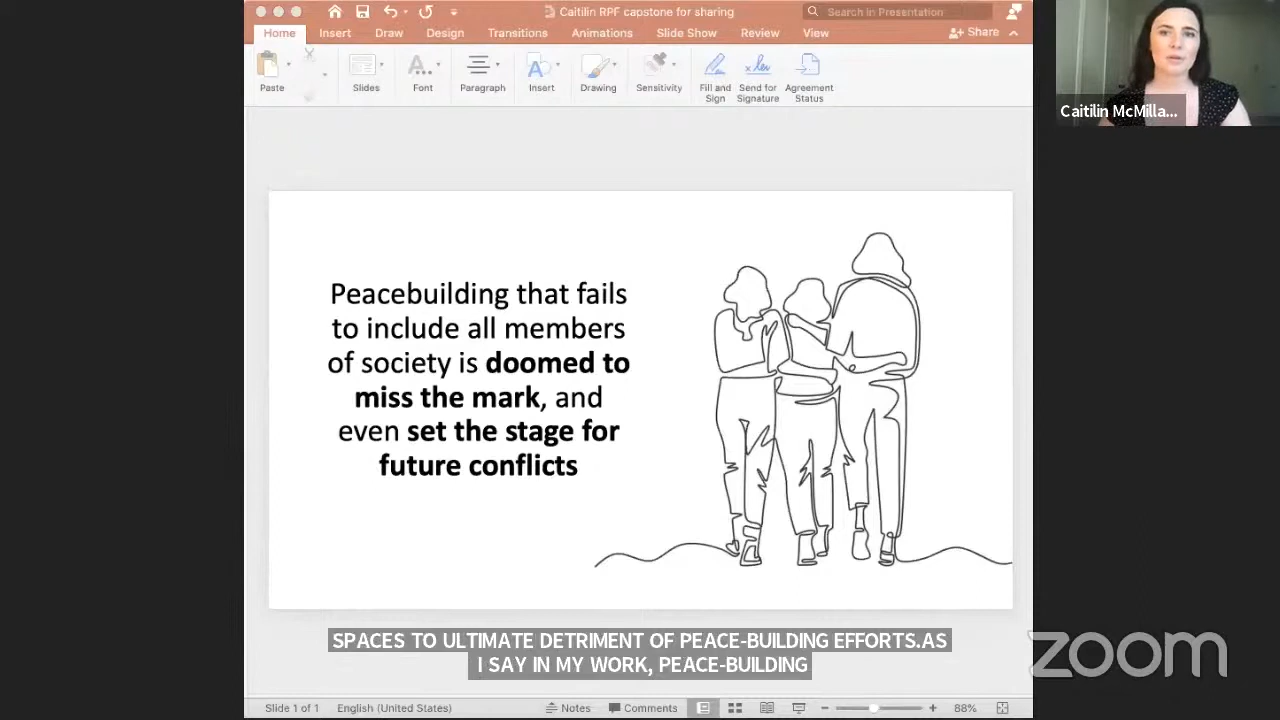 Caitilin RPF capstone for sharing
Search in Presentation
Home Insert Draw Design Transitions Animations Slide Show Review View Share
Paste Slides Font Paragraph Insert Drawing Sensitivity Fill and Sign Send for Signature Agreement Status
Caitilin McMilla...
Peacebuilding that fails
to include all members
of society is doomed to
miss the mark, and
even set the stage for
future conflicts
SPACES TO ULTIMATE DETRIMENT OF PEACE-BUILDING EFFORTS.AS
I SAY IN MY WORK, PEACE-BUILDING
zoom
Slide 1 of 1 English (United States) Notes Comments 88%